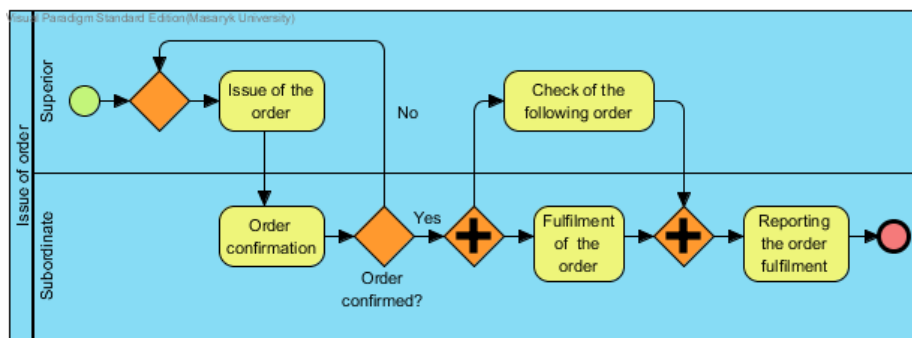 Visual Paradigm Standard Edition(Masaryk University)
Issue of order
Superior
Issue of the
order
No
Check of the
following order
Subordinate
Order
confirmation
Order
confirmed?
Yes
Fulfilment
of the
order
Reporting
the order
fulfilment